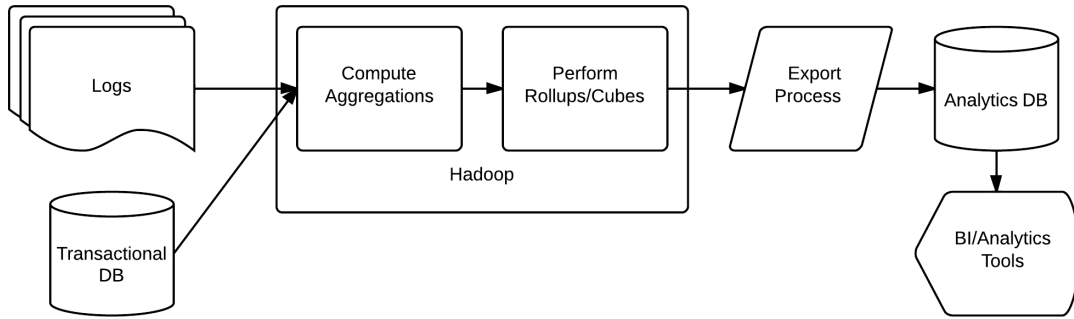 Logs
Compute
Aggregations
Perform
Rollups/Cubes
Hadoop
Export
Process
Analytics DB
Transactional
DB
BI/Analytics
Tools